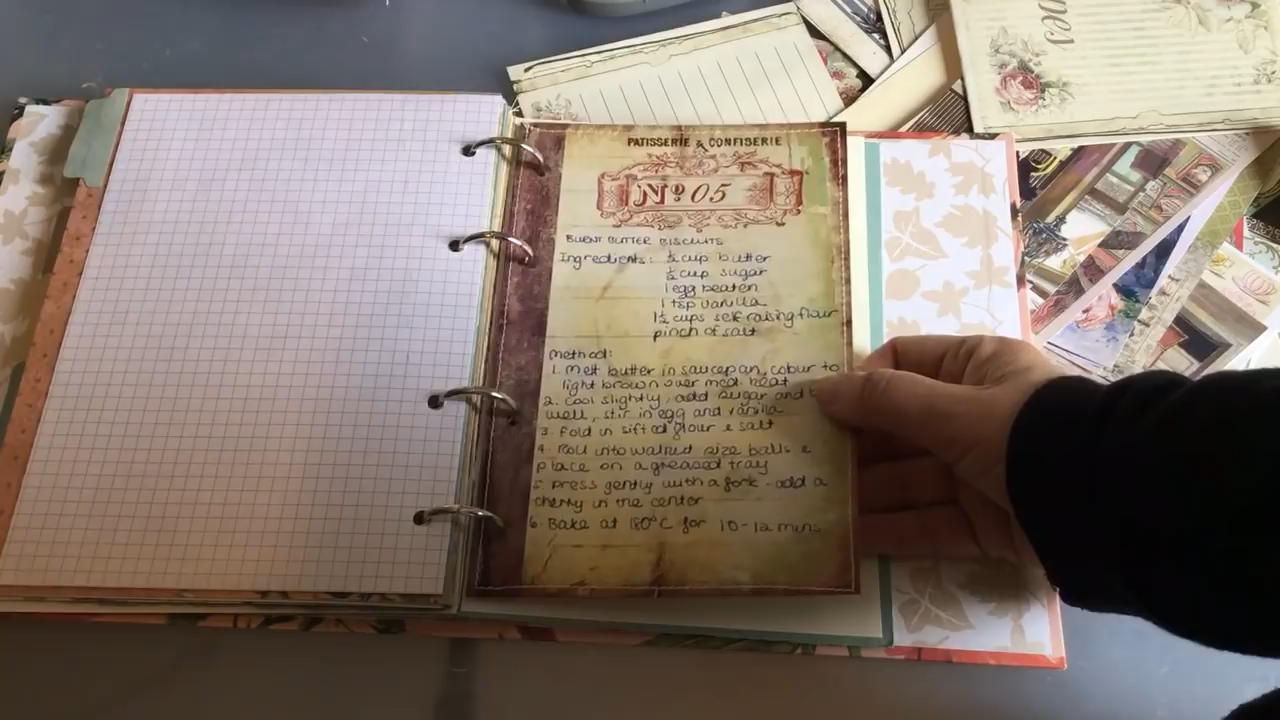 PATISSERIE & CONFISERIE
Nº 05
BURNT BUTTER BISCUITS
Ingredients: ½ cup butter
½ cup sugar
1 egg beaten
1 tsp vanilla
1½ cups self raising flour
pinch of salt
Method:
1. Melt butter in saucepan, colour to
light brown over med. heat
2. Cool slightly, add sugar and
well, stir in egg and vanilla
3. Fold in sifted flour & salt
4. Roll into walnut size balls &
place on a greased tray
5. Press gently with a fork - add a
cherry in the center
6. Bake at 180°C for 10-12 mins